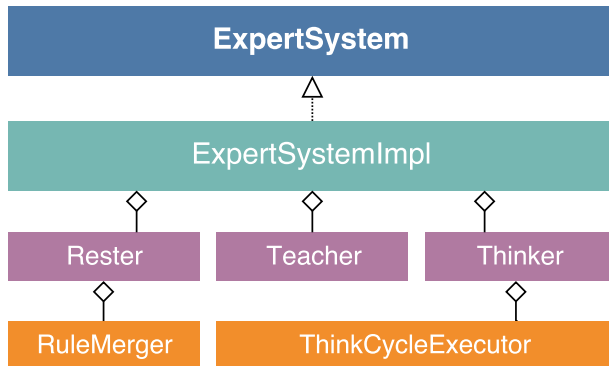 ExpertSystem
ExpertSystemImpl
Rester
Teacher
Thinker
RuleMerger
ThinkCycleExecutor